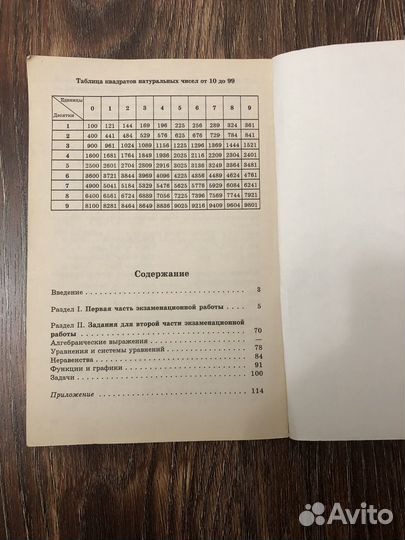 Таблица квадратов натуральных чисел от 10 до 99
Единицы 0 1 2 3 4 5 6 7 8 9
Десятки
1 100 121 144 169 196 225 256 289 324 361
2 400 441 484 529 576 625 676 729 784 841
3 900 961 1024 1089 1156 1225 1296 1369 1444 1521
4 1600 1681 1764 1849 1936 2025 2116 2209 2304 2401
5 2500 2601 2704 2809 2916 3025 3136 3249 3364 3481
6 3600 3721 3844 3969 4096 4225 4356 4489 4624 4761
7 4900 5041 5184 5329 5476 5625 5776 5929 6084 6241
8 6400 6561 6724 6889 7056 7225 7396 7569 7744 7921
9 8100 8281 8464 8649 8836 9025 9216 9409 9604 9801
Содержание
Введение 3
Раздел I. Первая часть экзаменационной работы 5
Раздел II. Задания для второй части экзаменационной
работы 70
Алгебраические выражения —
Уравнения и системы уравнений 78
Неравенства 84
Функции и графики 91
Задачи 100
Приложение 114
Avito